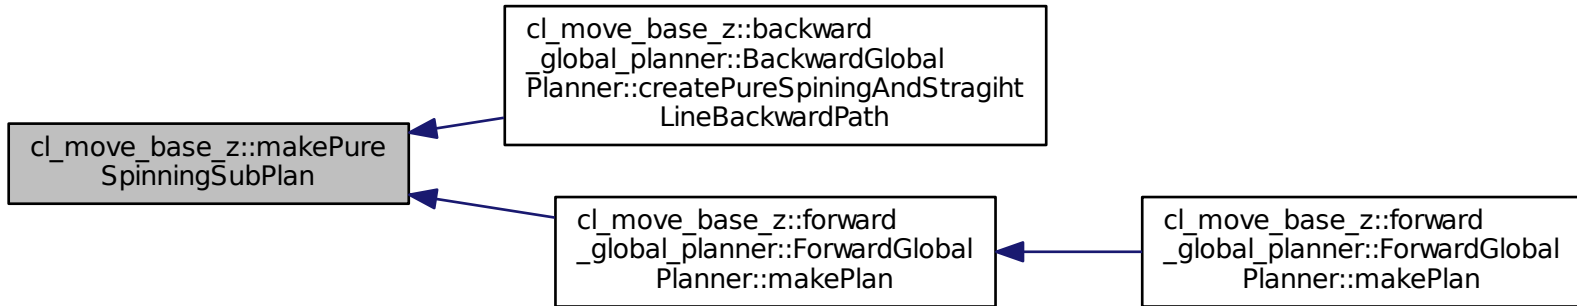 cl_move_base_z::makePure
SpinningSubPlan
cl_move_base_z::backward
_global_planner::BackwardGlobal
Planner::createPureSpiningAndStragiht
LineBackwardPath
cl_move_base_z::forward
_global_planner::ForwardGlobal
Planner::makePlan
cl_move_base_z::forward
_global_planner::ForwardGlobal
Planner::makePlan